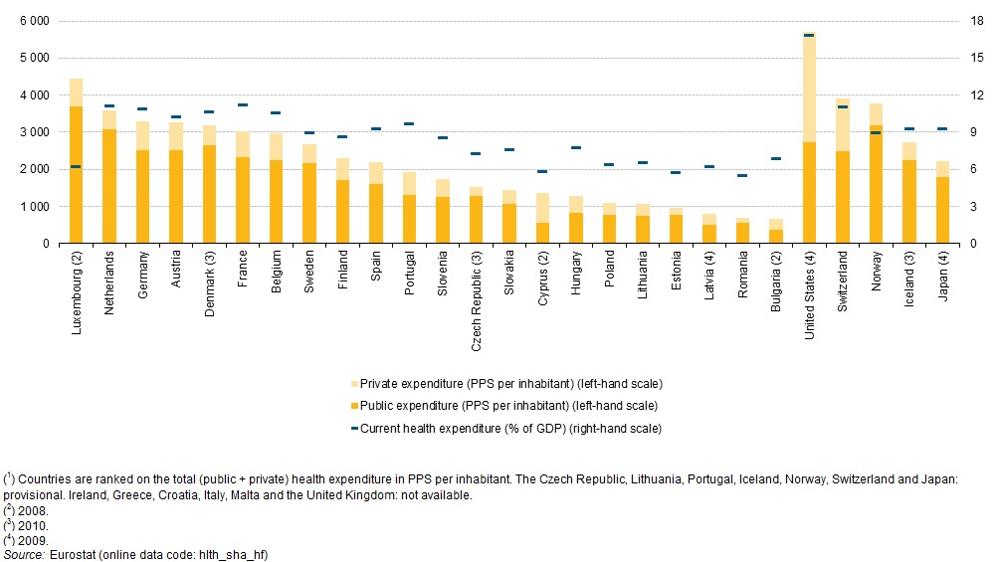 6 000
5 000
4 000
3 000
2 000
1 000
0
18
15
12
9
6
3
0
Luxembourg (2)
Netherlands
Germany
Austria
Denmark (3)
France
Belgium
Sweden
Finland
Spain
Portugal
Slovenia
Czech Republic (3)
Slovakia
Cyprus (2)
Hungary
Poland
Lithuania
Estonia
Latvia (4)
Romania
Bulgaria (2)
United States (4)
Switzerland
Norway
Iceland (3)
Japan (4)
Private expenditure (PPS per inhabitant) (left-hand scale)
Public expenditure (PPS per inhabitant) (left-hand scale)
Current health expenditure (% of GDP) (right-hand scale)
(1) Countries are ranked on the total (public + private) health expenditure in PPS per inhabitant. The Czech Republic, Lithuania, Portugal, Iceland, Norway, Switzerland and Japan:
provisional. Ireland, Greece, Croatia, Italy, Malta and the United Kingdom: not available.
(2) 2008.
(3) 2010.
(4) 2009.
Source: Eurostat (online data code: hlth_sha_hf)